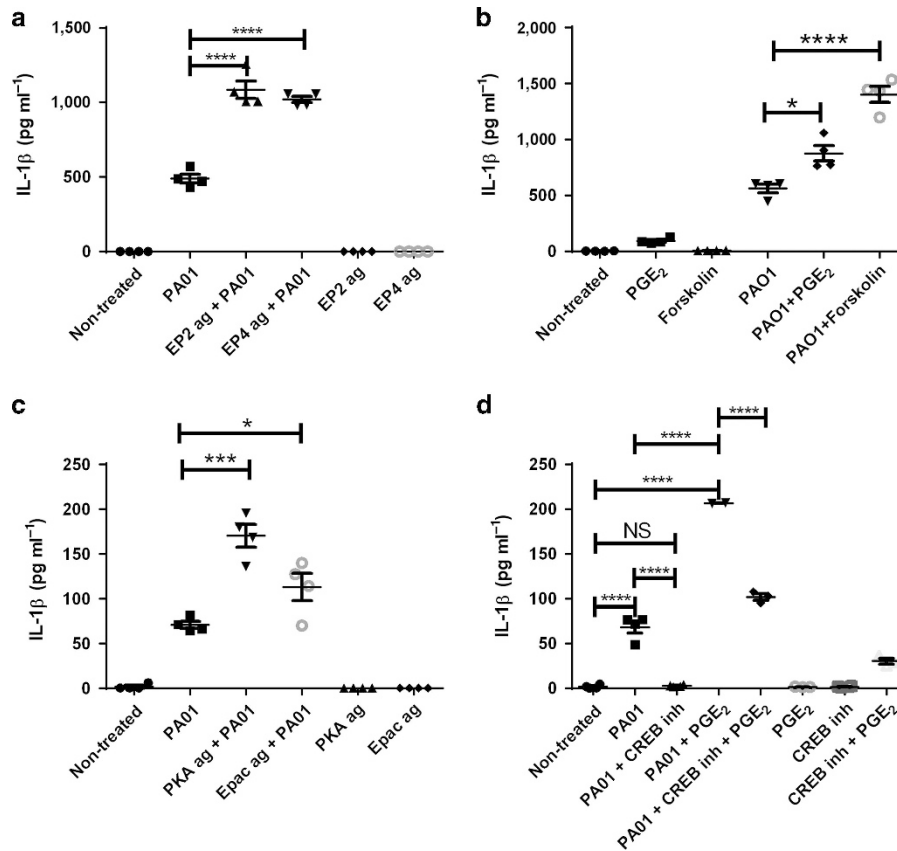 a
1,500
1,000
500
0
IL-1β (pg ml⁻¹)
****
****
Non-treated
PA01
EP2 ag + PA01
EP4 ag + PA01
EP2 ag
EP4 ag
b
2,000
1,500
1,000
500
0
IL-1β (pg ml⁻¹)
****
*
Non-treated
PGE₂
Forskolin
PAO1
PAO1+PGE₂
PAO1+Forskolin
c
250
200
150
100
50
0
IL-1β (pg ml⁻¹)
*
***
Non-treated
PA01
PKA ag + PA01
Epac ag + PA01
PKA ag
Epac ag
d
250
200
150
100
50
0
IL-1β (pg ml⁻¹)
****
****
****
NS
****
****
Non-treated
PA01
PA01 + CREB inh
PA01 + PGE₂
PA01 + CREB inh + PGE₂
PGE₂
CREB inh
CREB inh + PGE₂